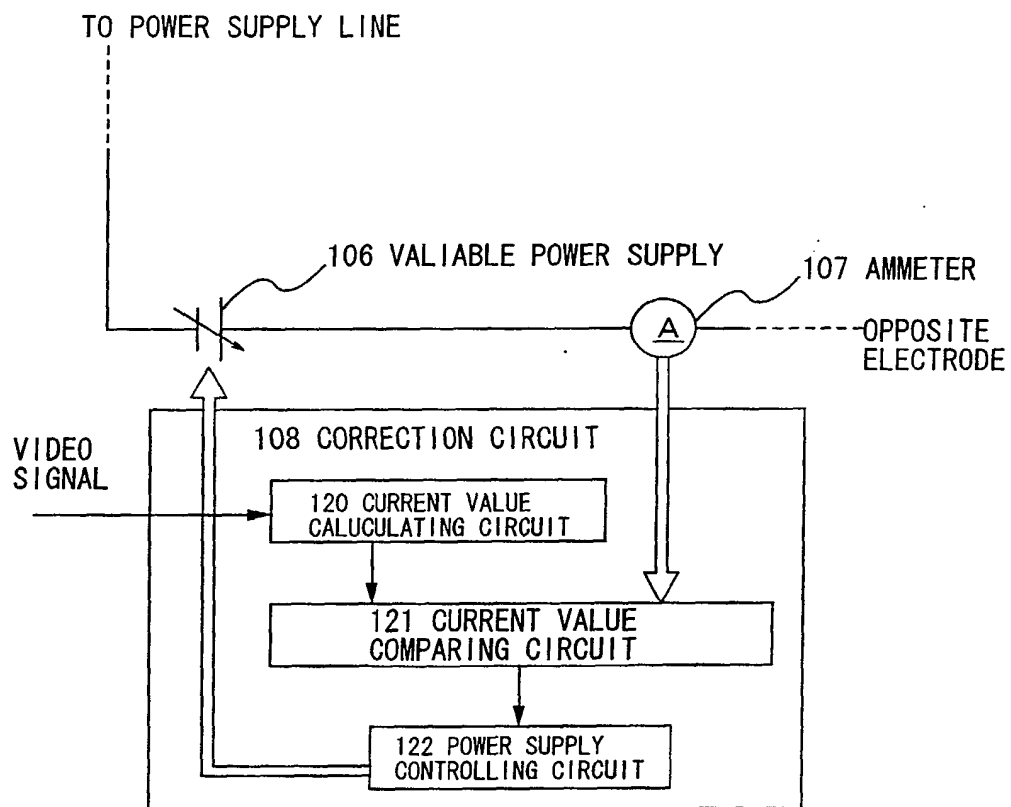 TO POWER SUPPLY LINE
106 VALIABLE POWER SUPPLY
107 AMMETER
A
OPPOSITE
ELECTRODE
108 CORRECTION CIRCUIT
VIDEO
SIGNAL
120 CURRENT VALUE
CALUCULATING CIRCUIT
121 CURRENT VALUE
COMPARING CIRCUIT
122 POWER SUPPLY
CONTROLLING CIRCUIT